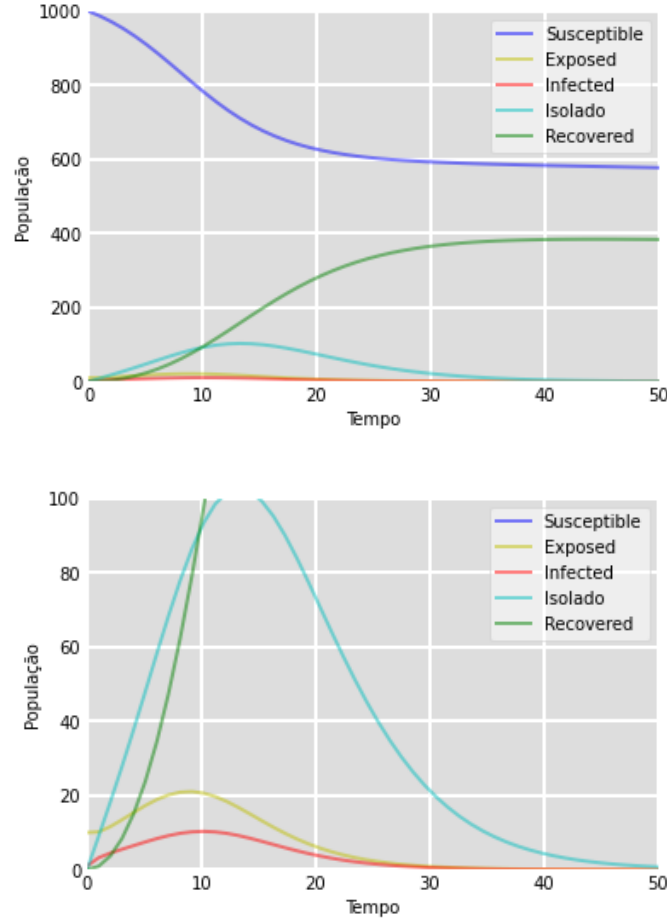 1000
800
600
400
200
0
População
0 10 20 30 40 50
Tempo
Susceptible
Exposed
Infected
Isolado
Recovered
100
80
60
40
20
0
População
0 10 20 30 40 50
Tempo
Susceptible
Exposed
Infected
Isolado
Recovered